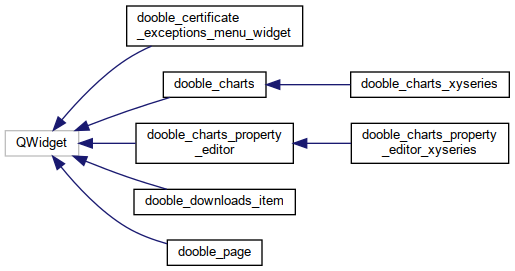 dooble_certificate
_exceptions_menu_widget
dooble_charts
dooble_charts_xyseries
QWidget
dooble_charts_property
_editor
dooble_charts_property
_editor_xyseries
dooble_downloads_item
dooble_page